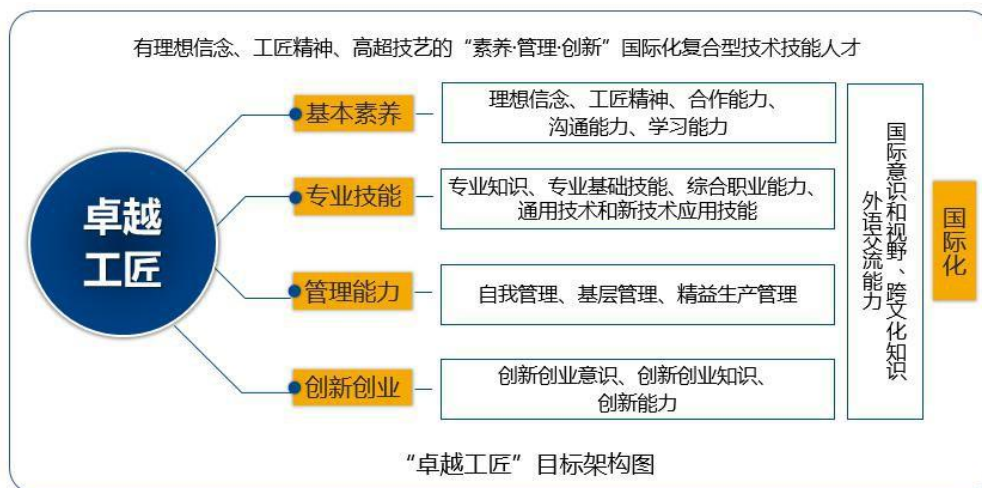 有理想信念、工匠精神、高超技艺的“素养·管理·创新”国际化复合型技术技能人才
卓越
工匠
基本素养
理想信念、工匠精神、合作能力、
沟通能力、学习能力
专业技能
专业知识、专业基础技能、综合职业能力、
通用技术和新技术应用技能
管理能力
自我管理、基层管理、精益生产管理
创新创业
创新创业意识、创新创业知识、
创新能力
国际意识和视野、跨文化知识
外语交流能力
国际化
“卓越工匠”目标架构图